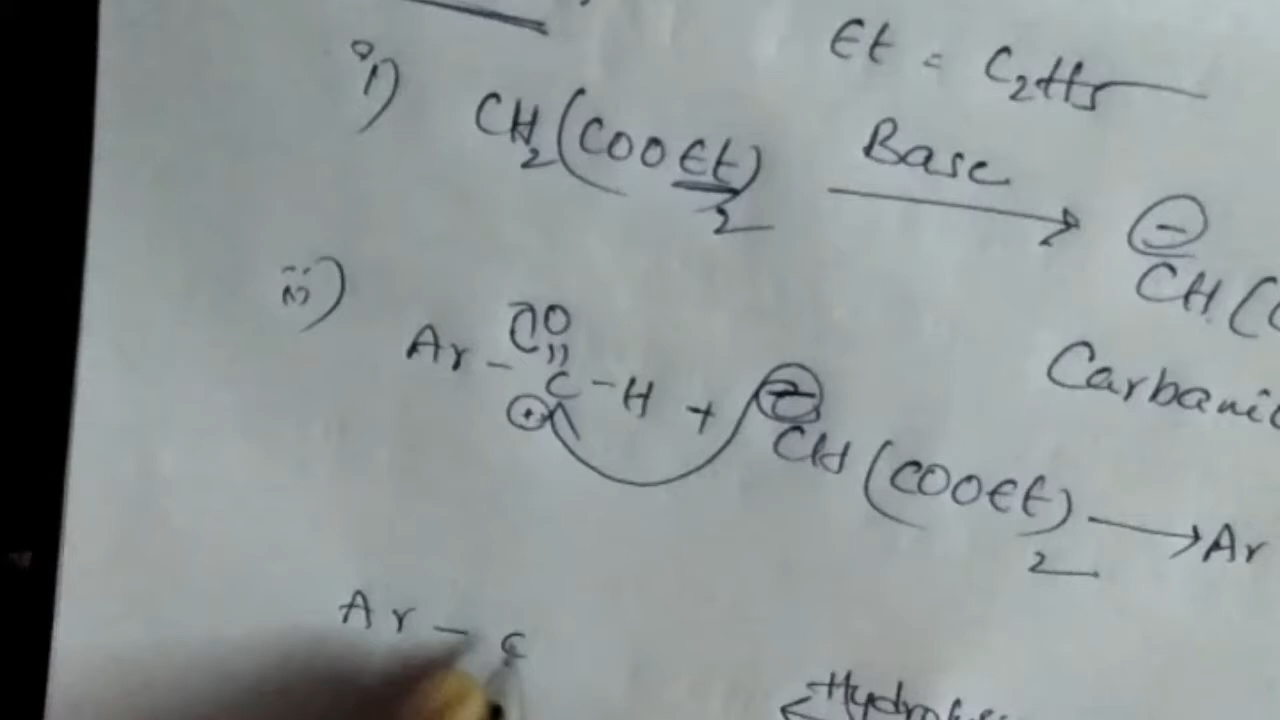 Et = C2H5
i) CH2(COOEt)2 Base → ⊖CH(
Carbani
ii) Ar - C - H + ⊖CH(COOEt)2 → Ar
O
||
⊕
Ar - C